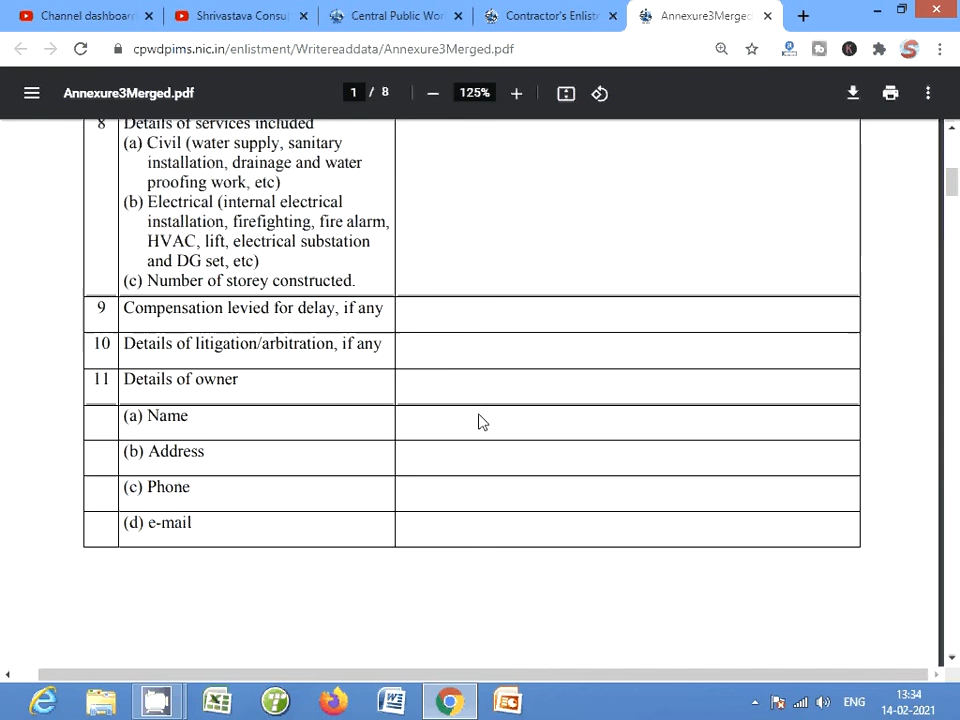 Channel dashboard
Shrivastava Consul
Central Public Wor
Contractor's Enlistr
Annexure3Merged
cpwdpims.nic.in/enlistment/Writereaddata/Annexure3Merged.pdf
Annexure3Merged.pdf
1 / 8
125%
8 Details of services included
(a) Civil (water supply, sanitary
installation, drainage and water
proofing work, etc)
(b) Electrical (internal electrical
installation, firefighting, fire alarm,
HVAC, lift, electrical substation
and DG set, etc)
(c) Number of storey constructed.
9 Compensation levied for delay, if any
10 Details of litigation/arbitration, if any
11 Details of owner
(a) Name
(b) Address
(c) Phone
(d) e-mail
ENG
13:34
14-02-2021